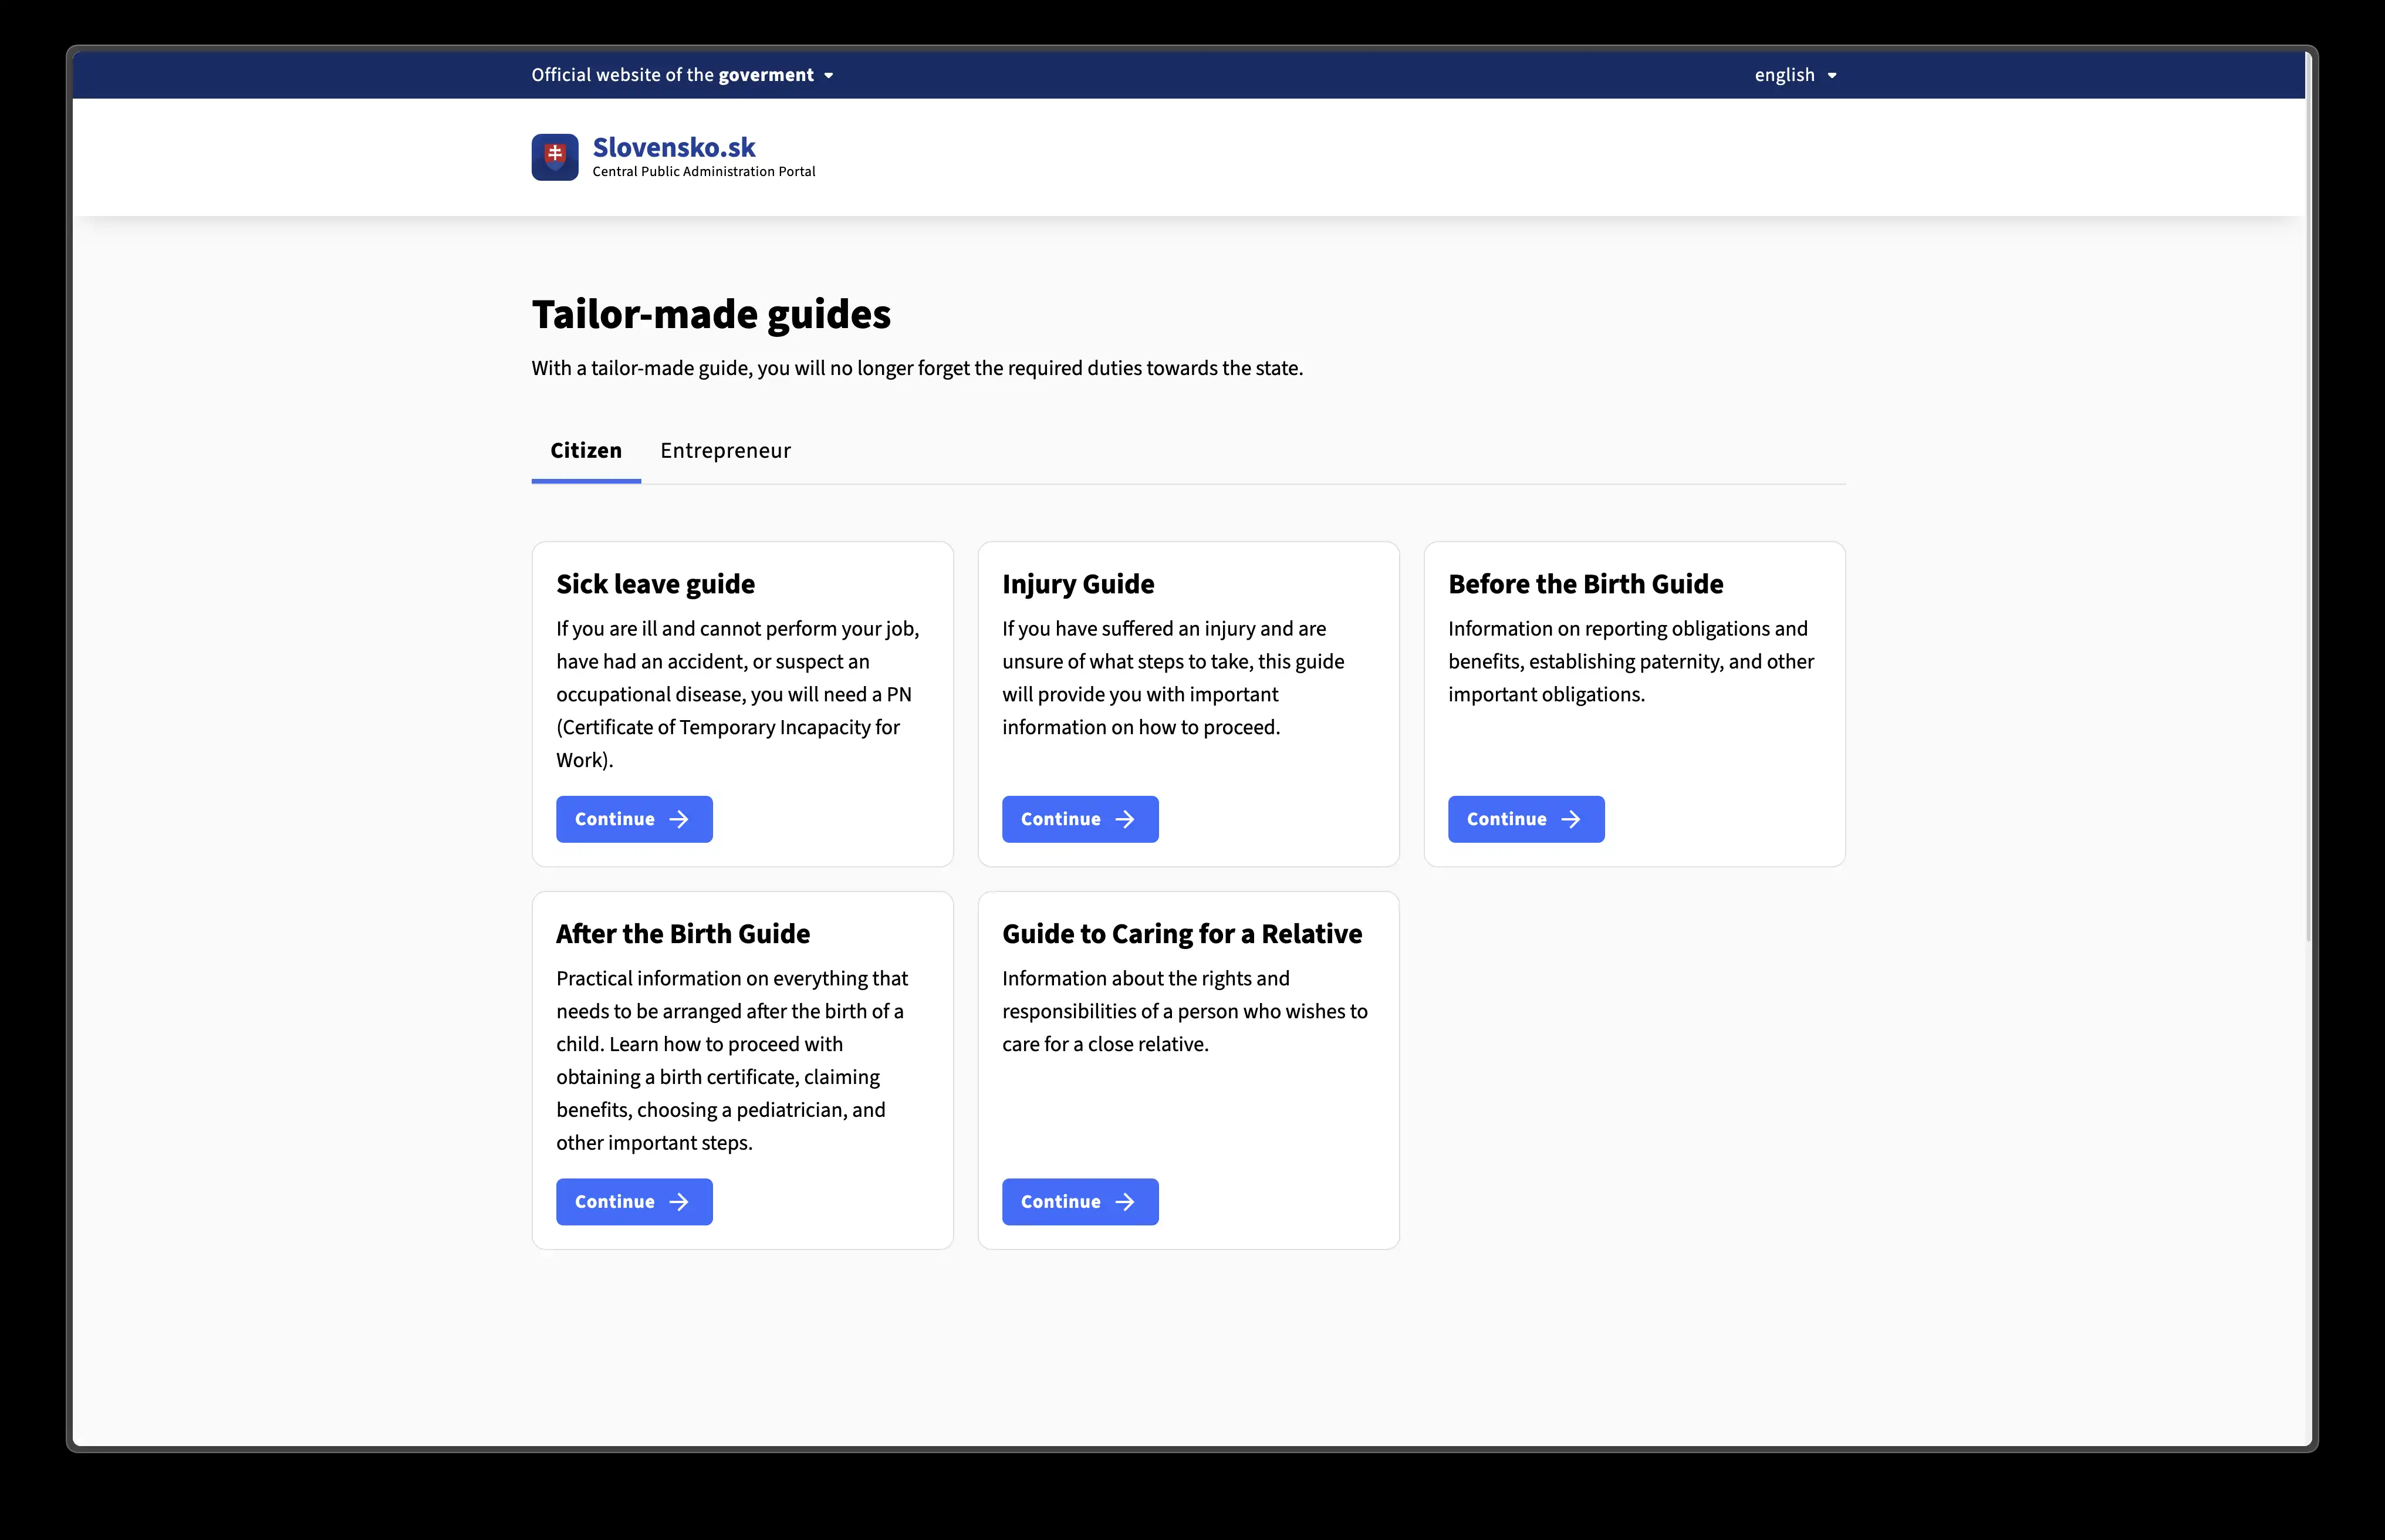 Official website of the goverment
english
Slovensko.sk
Central Public Administration Portal
Tailor-made guides
With a tailor-made guide, you will no longer forget the required duties towards the state.
Citizen
Entrepreneur
Sick leave guide
If you are ill and cannot perform your job,
have had an accident, or suspect an
occupational disease, you will need a PN
(Certificate of Temporary Incapacity for
Work).
Continue
Injury Guide
If you have suffered an injury and are
unsure of what steps to take, this guide
will provide you with important
information on how to proceed.
Continue
Before the Birth Guide
Information on reporting obligations and
benefits, establishing paternity, and other
important obligations.
Continue
After the Birth Guide
Practical information on everything that
needs to be arranged after the birth of a
child. Learn how to proceed with
obtaining a birth certificate, claiming
benefits, choosing a pediatrician, and
other important steps.
Continue
Guide to Caring for a Relative
Information about the rights and
responsibilities of a person who wishes to
care for a close relative.
Continue